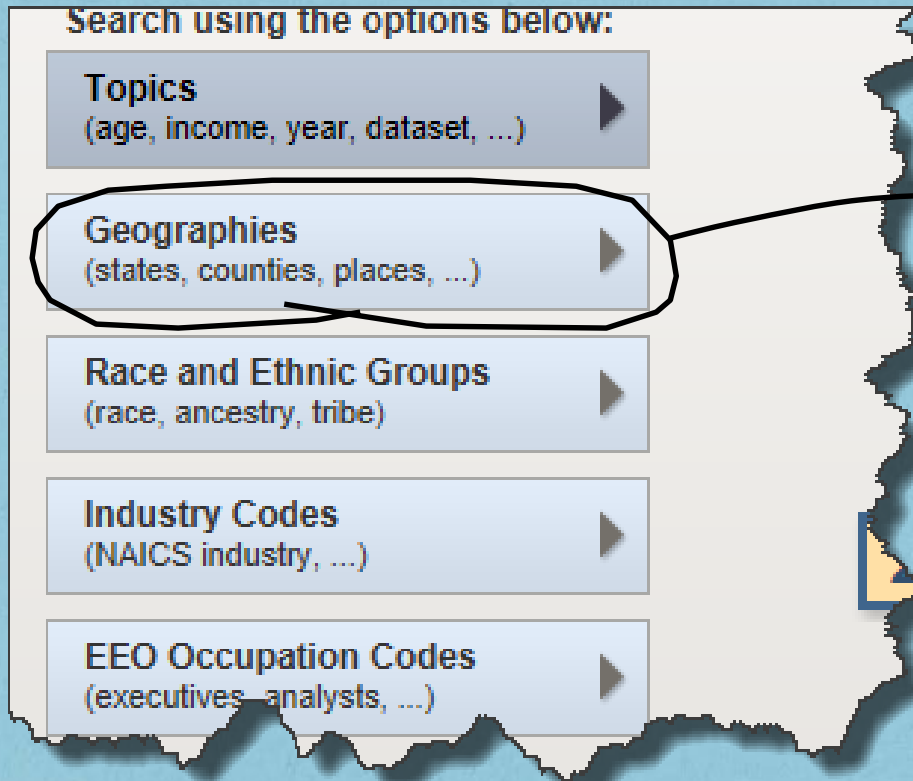 Search using the options below:
Topics
(age, income, year, dataset, ...)
Geographies
(states, counties, places, ...)
Race and Ethnic Groups
(race, ancestry, tribe)
Industry Codes
(NAICS industry, ...)
EEO Occupation Codes
(executives, analysts, ...)